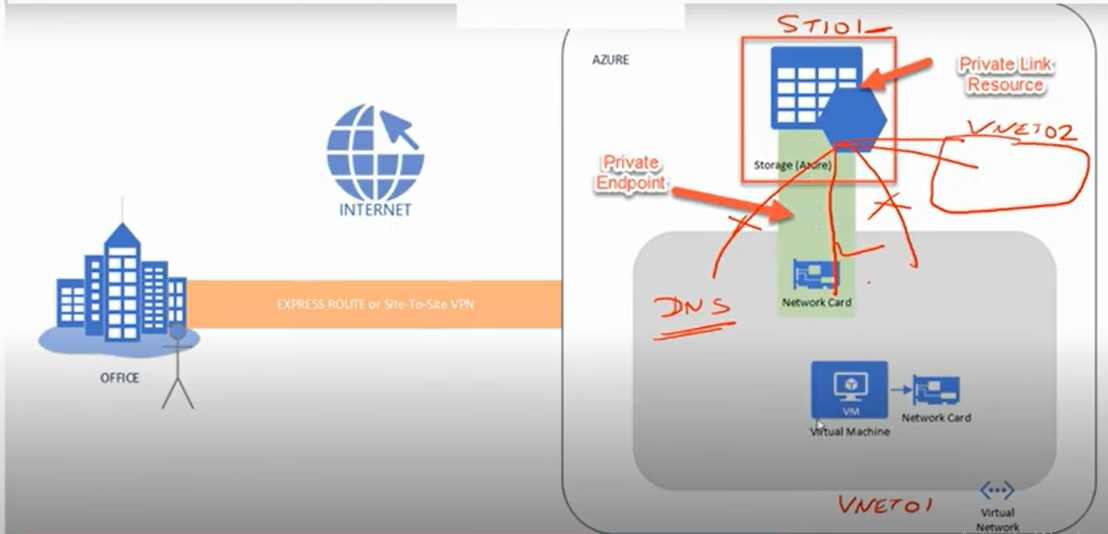 ST101
AZURE
Private Link
Resource
VNET02
Storage (Azure)
Private
Endpoint
INTERNET
EXPRESS ROUTE or Site-To-Site VPN
Network Card
DNS
OFFICE
VM
Virtual Machine
Network Card
VNET01
Virtual
Network